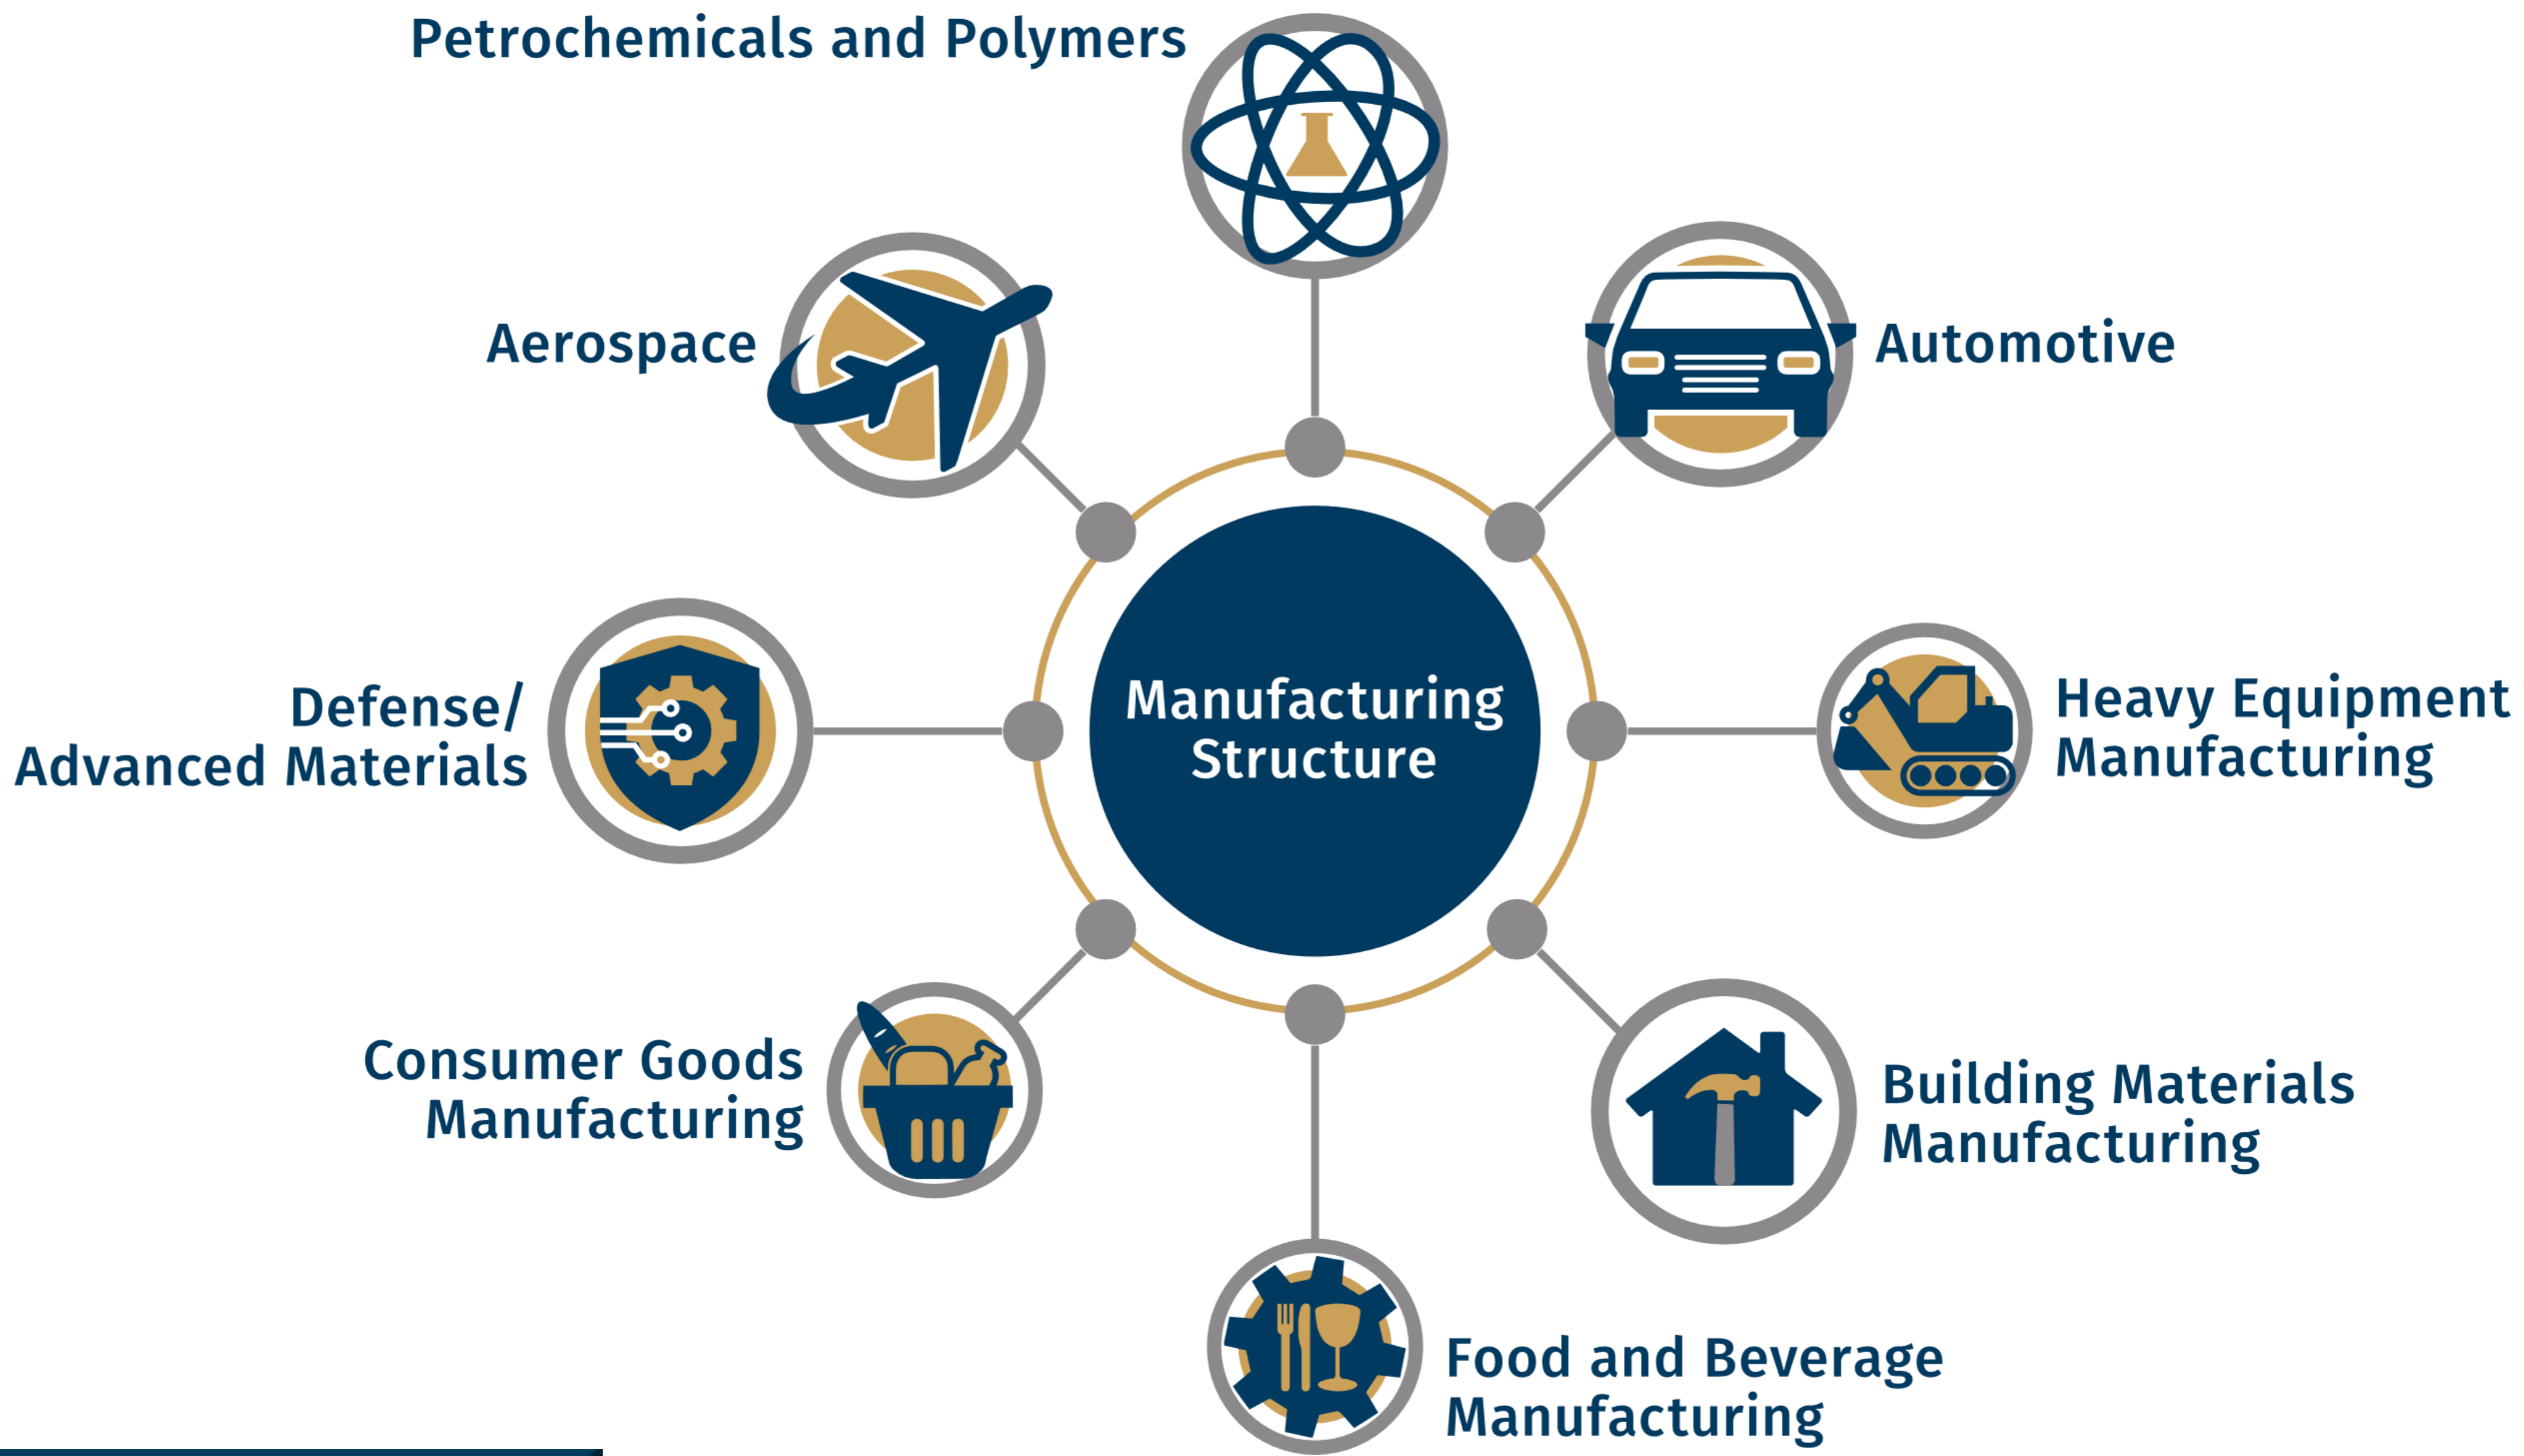 Petrochemicals and Polymers
Aerospace
Automotive
Defense/
Advanced Materials
Manufacturing
Structure
Heavy Equipment
Manufacturing
Consumer Goods
Manufacturing
Building Materials
Manufacturing
Food and Beverage
Manufacturing